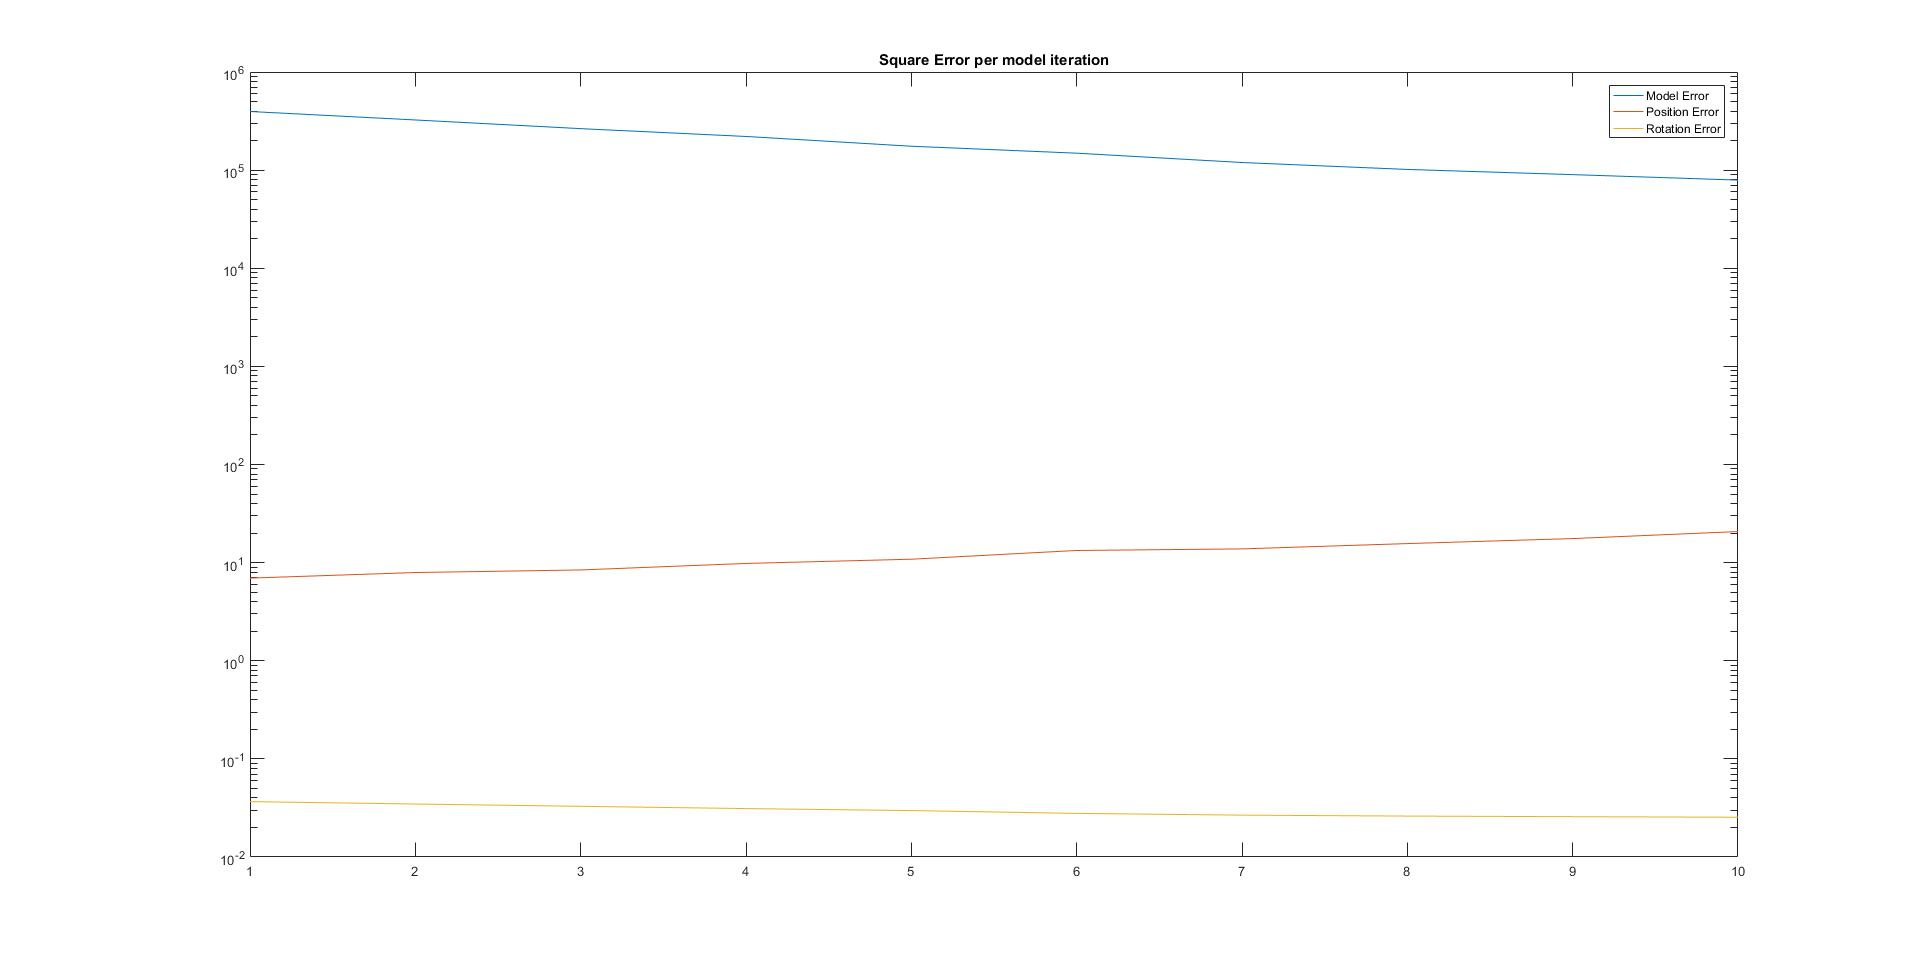 Square Error per model itreration
Model Error
Position Error
Rotation Error
10^6
10^5
10^4
10^3
10^2
10^1
10^0
10^-1
10^-2
1 2 3 4 5 6 7 8 9 10